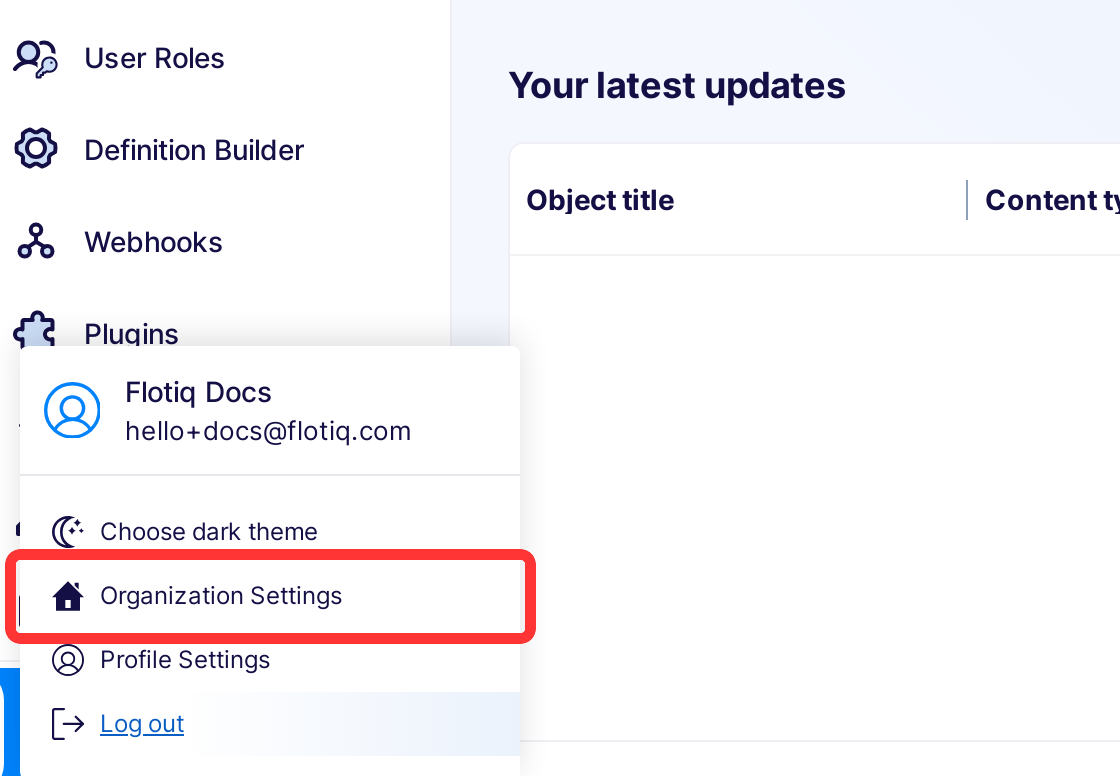 User Roles
Definition Builder
Webhooks
Plugins
Your latest updates
Object title
Content ty
Flotiq Docs
hello+docs@flotiq.com
Choose dark theme
Organization Settings
Profile Settings
Log out